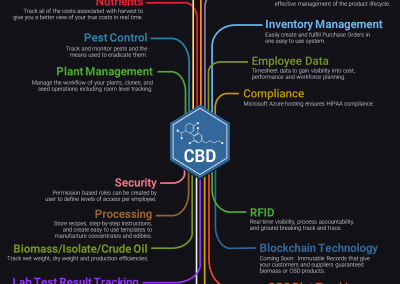 Nutrients
Track all of the costs associated with harvest to
give you a better view of your true costs in real time.
effective management of the product lifecycle.
Inventory Management
Easily create and fulfill Purchase Orders in
one easy to use system.
Pest Control
Track and monitor pests and the
means used to eradicate them.
Employee Data
Timesheet data to gain visibility into cost,
performance and workforce planning.
Plant Management
Manage the workflow of your plants, clones, and
seed operations including room level tracking.
Compliance
Microsoft Azure hosting ensures HIPAA compliance.
CBD
Security
Permission based roles can be created by
user to define levels of access per employee.
Processing
Store recipes, step-by-step instructions,
and create easy to use templates to
manufacture concentrates and edibles.
RFID
Real-time visibility, process accountability,
and ground breaking track and trace.
Biomass/Isolate/Crude Oil
Track wet weight, dry weight and production efficiencies.
Blockchain Technology
Coming Soon: Immutable Records that give
your customers and suppliers guaranteed
biomass or CBD products.
Lab Test Result Tracking